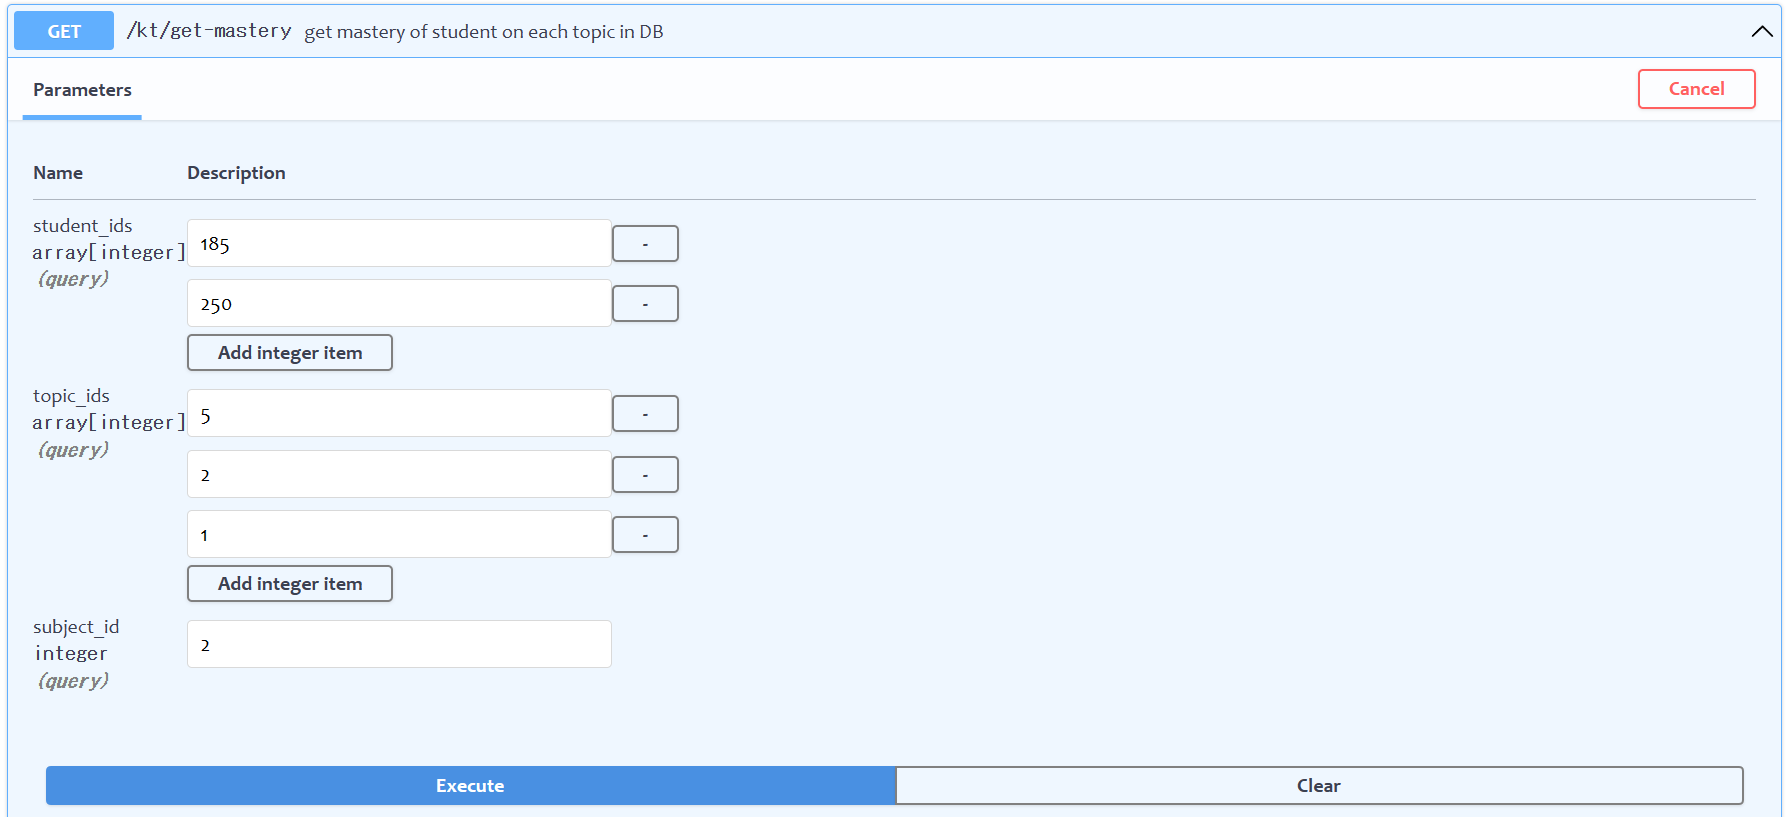 GET /kt/get-mastery get mastery of student on each topic in DB
Parameters
Cancel
Name Description
student_ids
array[integer]
(query)
185
-
250
-
Add integer item
topic_ids
array[integer]
(query)
5
-
2
-
1
-
Add integer item
subject_id
integer
(query)
2
Execute
Clear